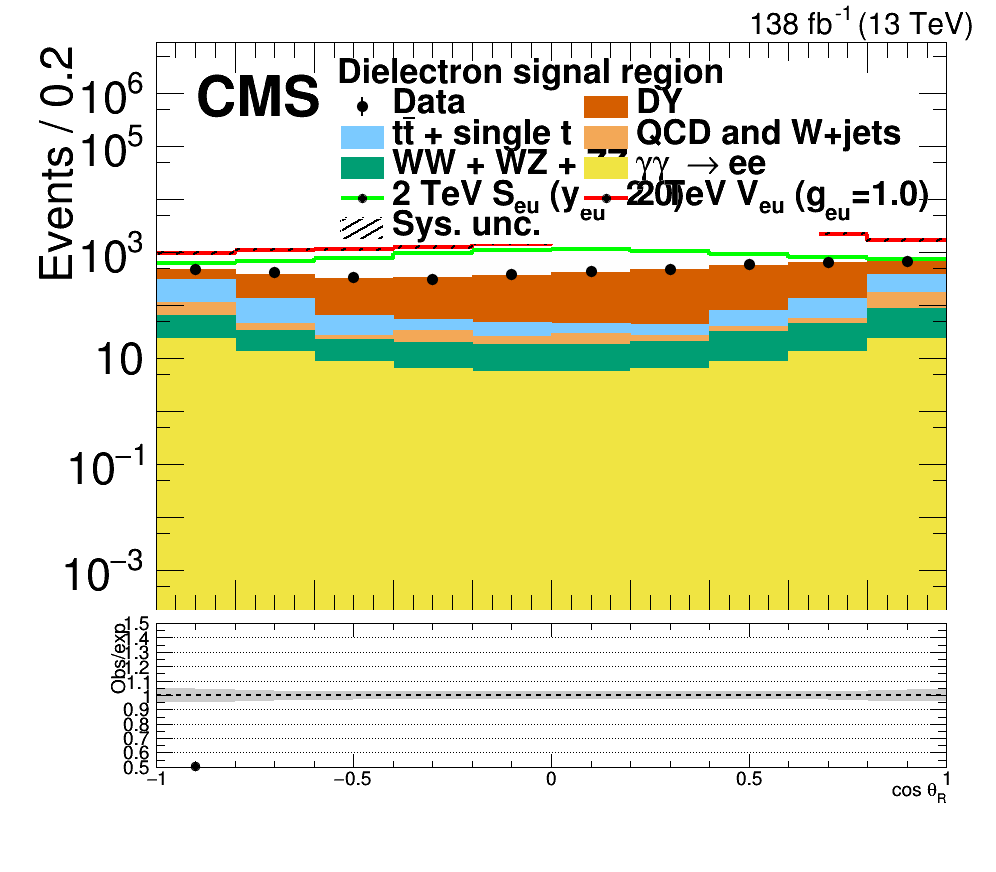 138 fb-1 (13 TeV)
Events / 0.2
CMS
Dielectron signal region
Data
DY
tt̄ + single t
QCD and W+jets
WW + WZ + ZZ
γγ → ee
2 TeV Seu (yeu
TeV Veu (geu=1.0)
Sys. unc.
10^6
10^5
10^3
10
10^−1
10^−3
Obs/exp
1.5
1.4
1.3
1.2
1.1
1
0.9
0.8
0.7
0.6
0.5
−1
−0.5
0
0.5
1
cos θR